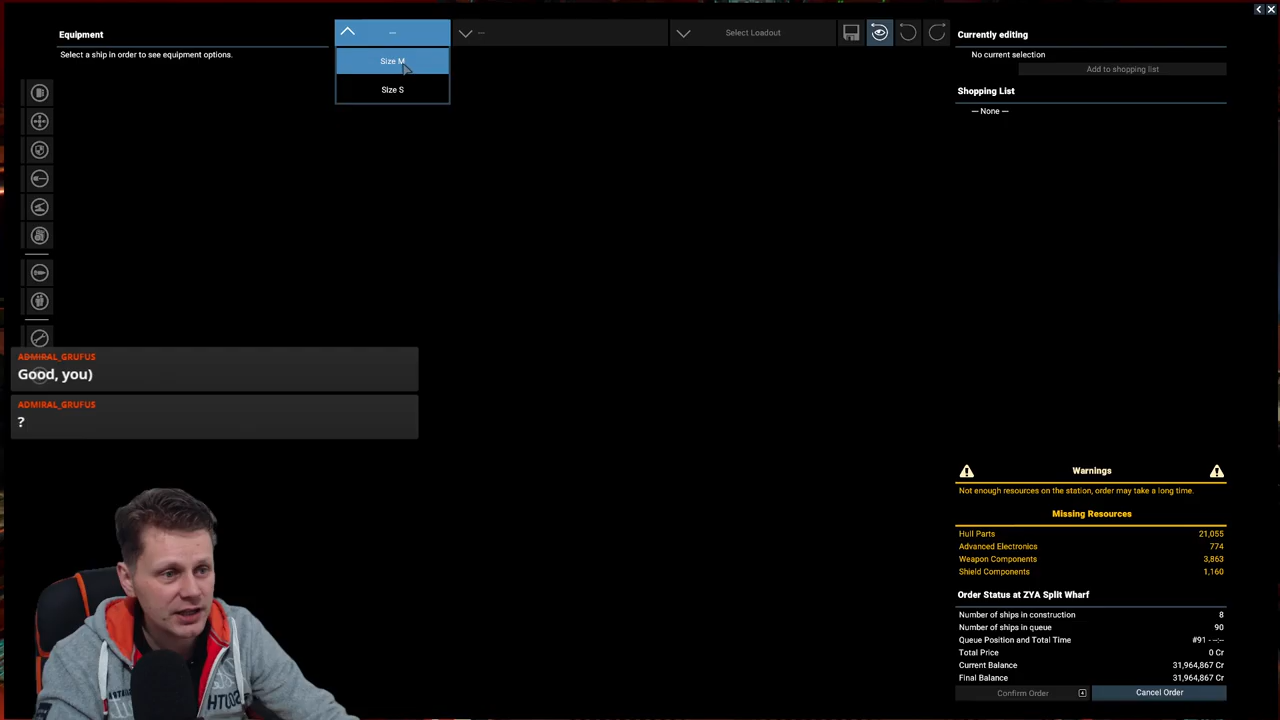 Equipment
Select a ship in order to see equipment options.
--
Size M
Size S
--
Select Loadout
Currently editing
No current selection
Add to shopping list
Shopping List
— None —
ADMIRAL_GRUFUS
Good, you)
ADMIRAL_GRUFUS
?
Warnings
Not enough resources on the station, order may take a long time.
Missing Resources
Hull Parts 21,055
Advanced Electronics 774
Weapon Components 3,863
Shield Components 1,160
Order Status at ZYA Split Wharf
Number of ships in construction 8
Number of ships in queue 90
Queue Position and Total Time #91 - --:--
Total Price 0 Cr
Current Balance 31,964,867 Cr
Final Balance 31,964,867 Cr
Confirm Order
Cancel Order